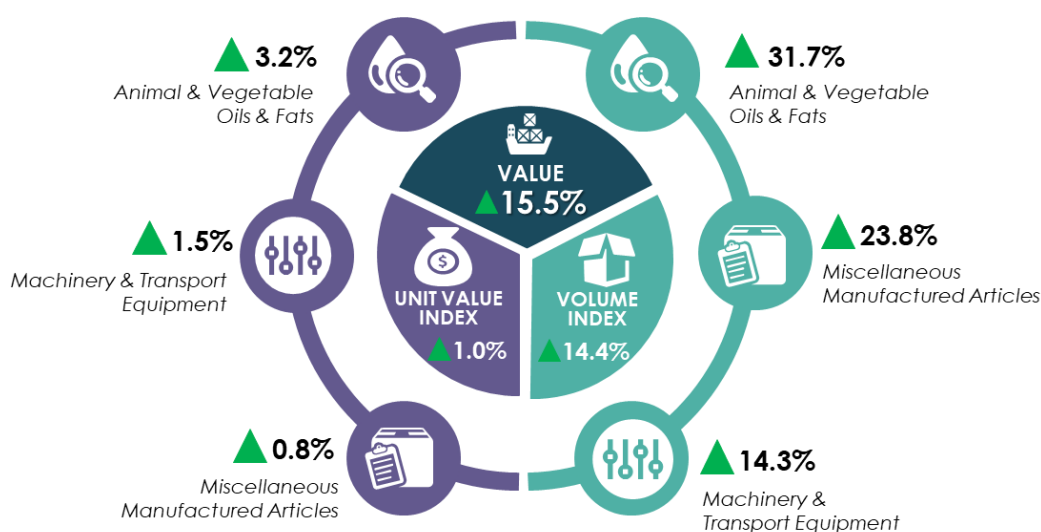 ▲ 3.2%
Animal & Vegetable
Oils & Fats
▲ 1.5%
Machinery & Transport
Equipment
▲ 0.8%
Miscellaneous
Manufactured Articles
VALUE
▲ 15.5%
$
UNIT VALUE
INDEX
▲ 1.0%
VOLUME
INDEX
▲ 14.4%
▲ 31.7%
Animal & Vegetable
Oils & Fats
▲ 23.8%
Miscellaneous
Manufactured Articles
▲ 14.3%
Machinery &
Transport Equipment